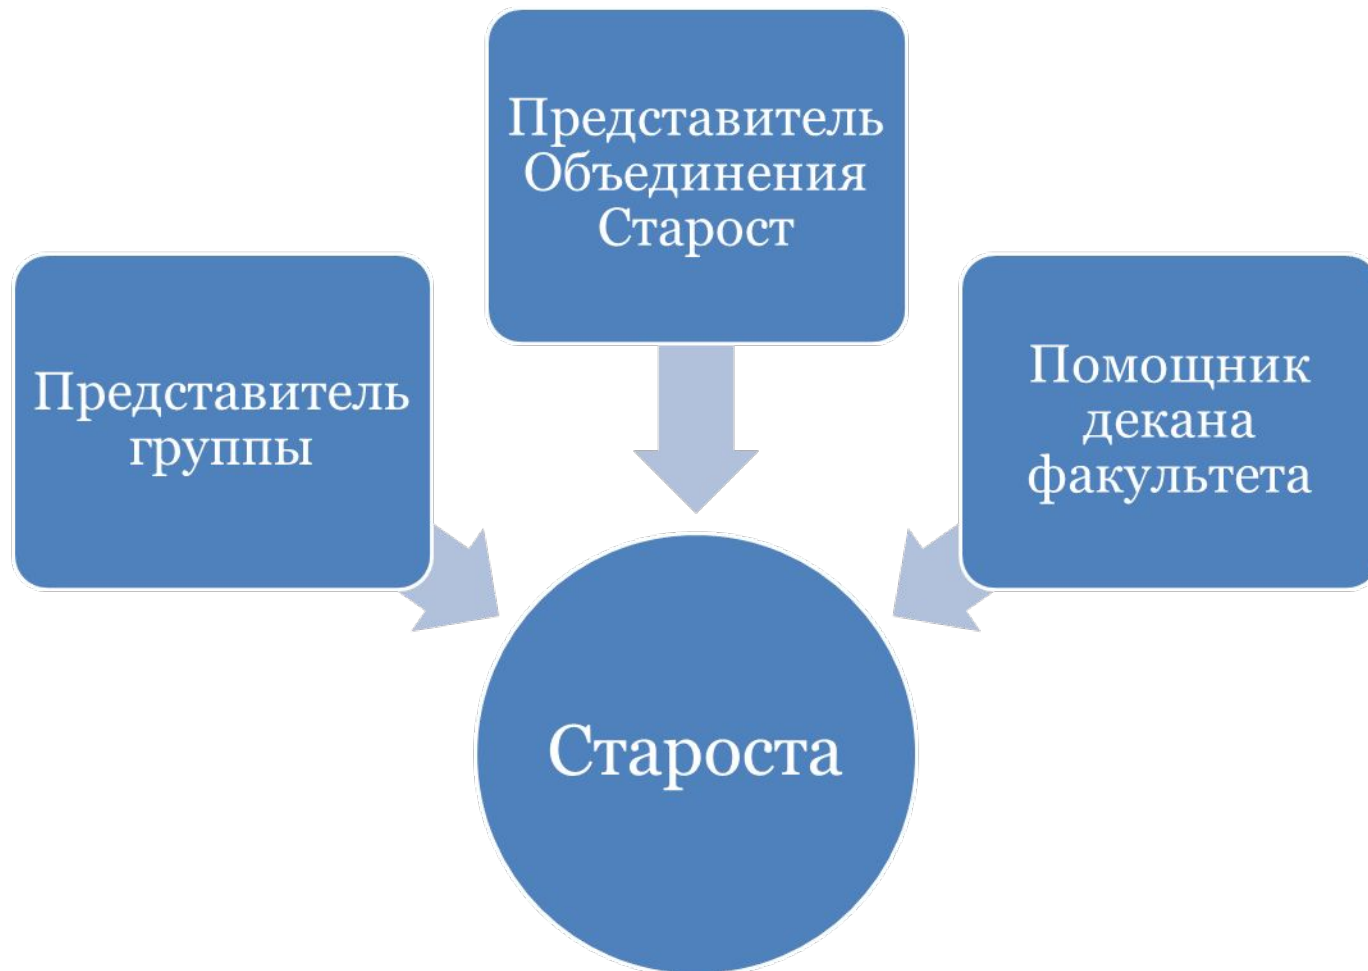 Представитель
Объединения
Старост
Представитель
группы
Помощник
декана
факультета
Староста